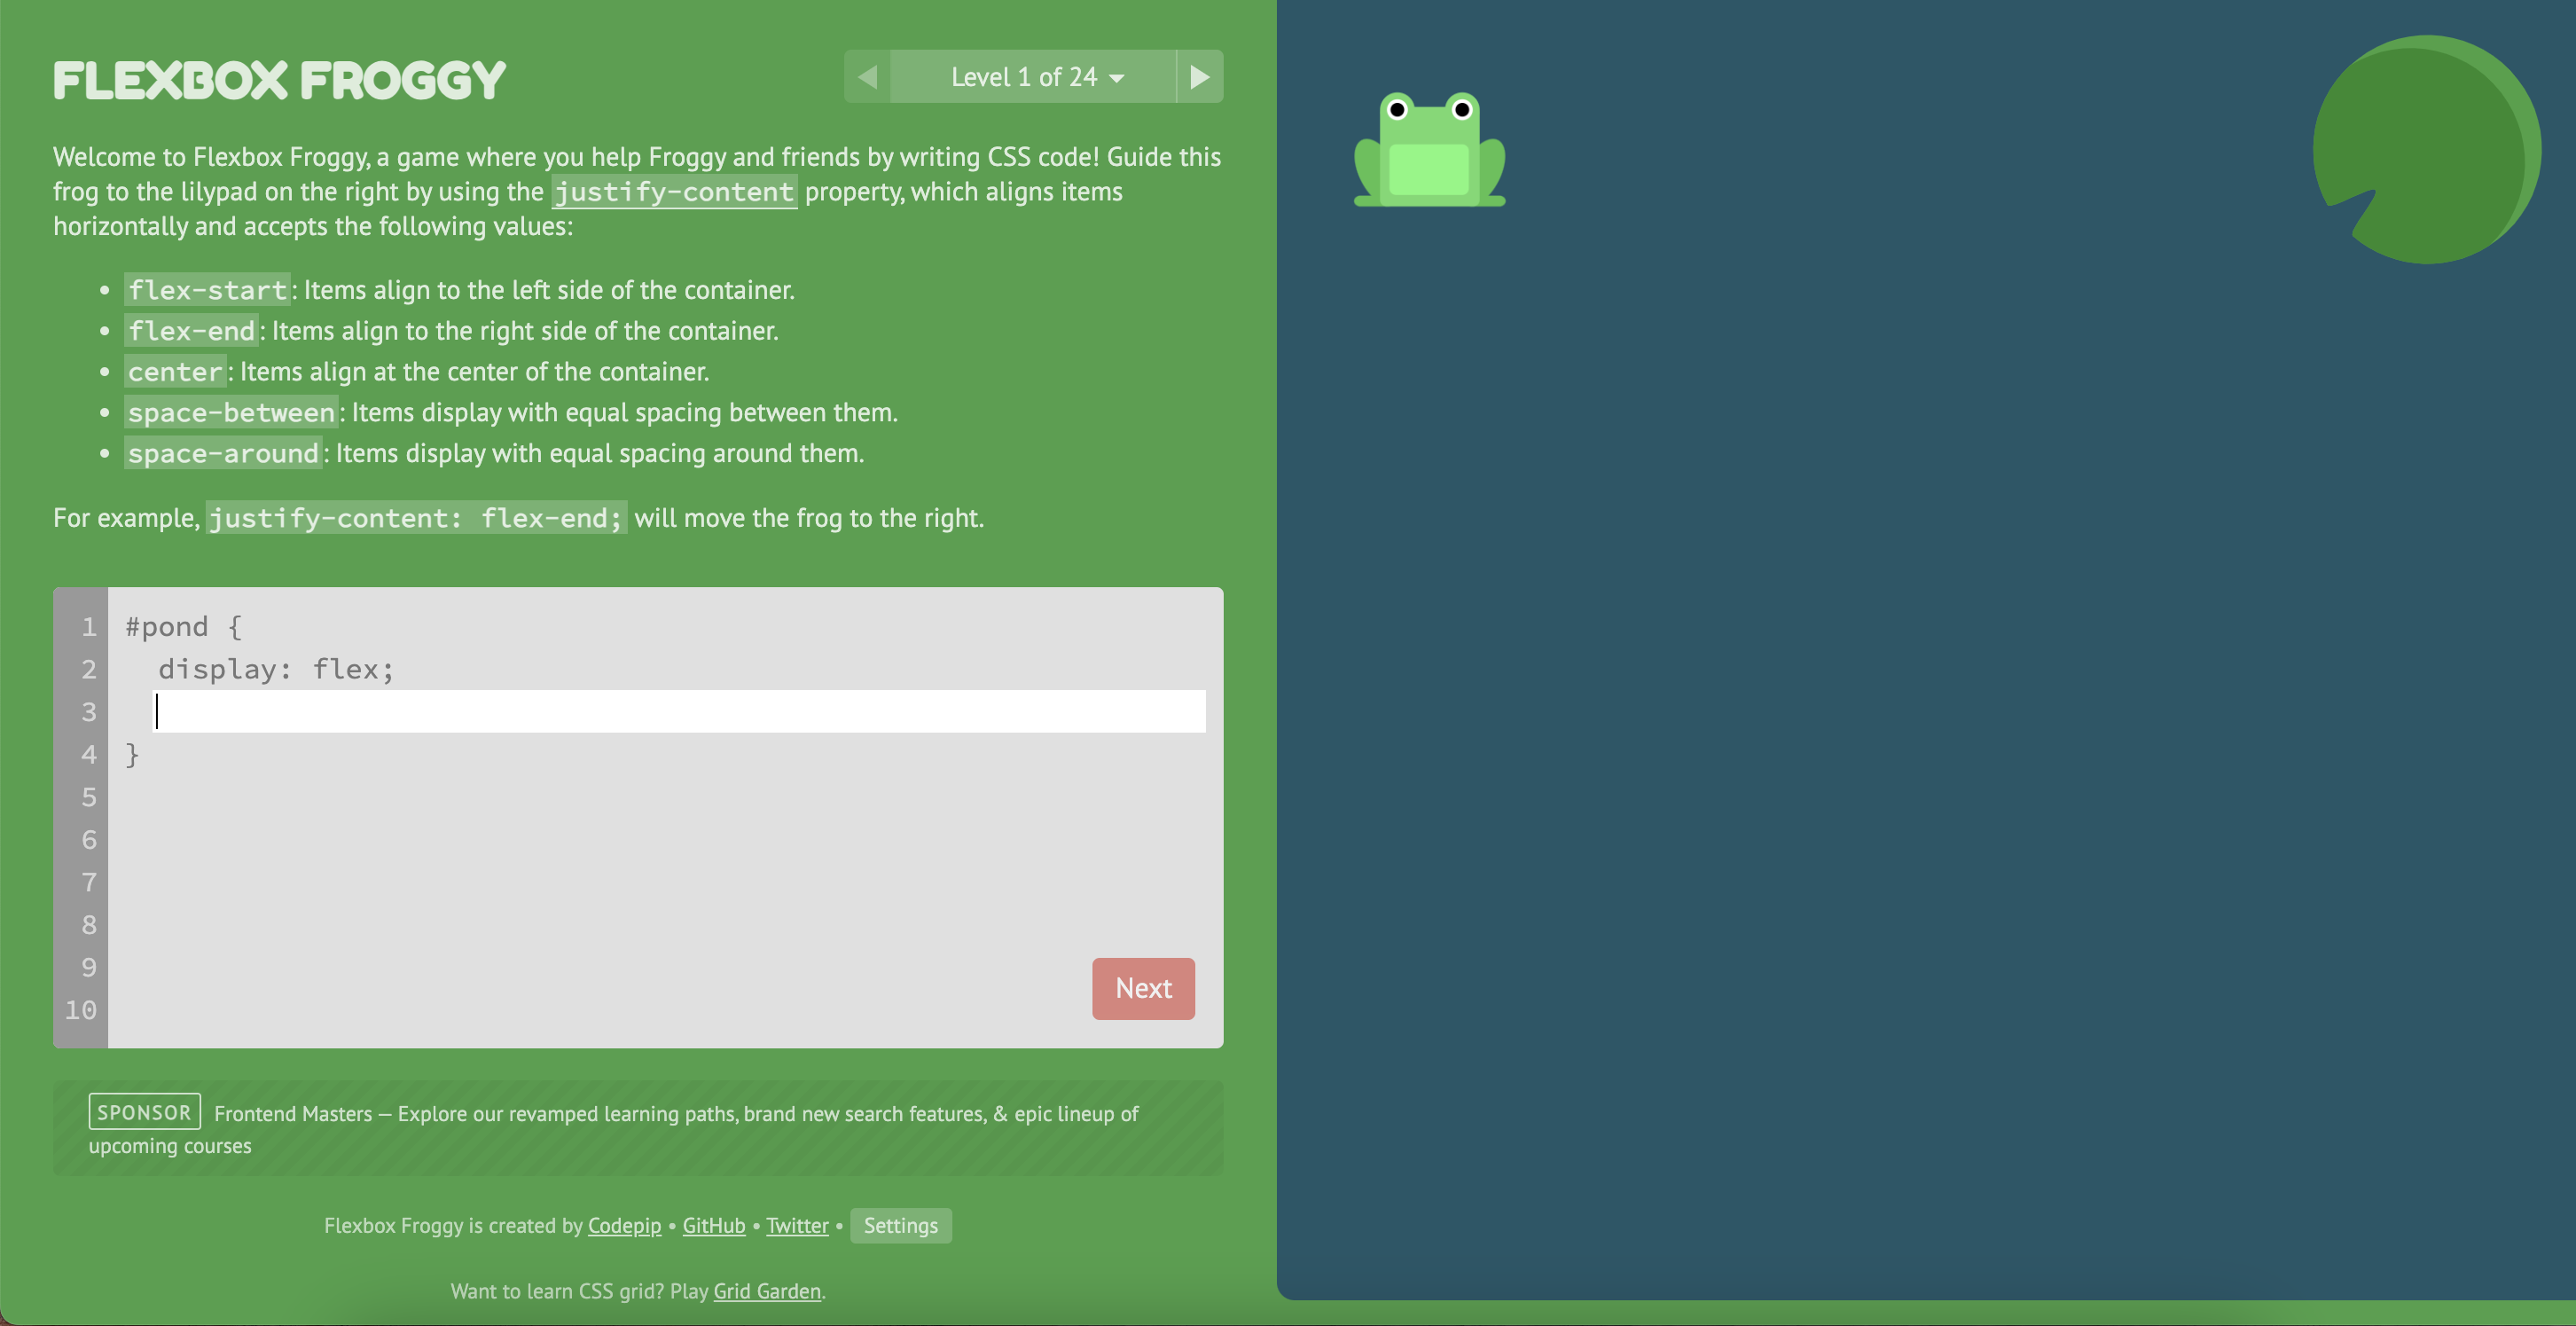 FLEXBOX FROGGY
Level 1 of 24
Welcome to Flexbox Froggy, a game where you help Froggy and friends by writing CSS code! Guide this
frog to the lilypad on the right by using the justify-content property, which aligns items
horizontally and accepts the following values:
• flex-start: Items align to the left side of the container.
• flex-end: Items align to the right side of the container.
• center: Items align at the center of the container.
• space-between: Items display with equal spacing between them.
• space-around: Items display with equal spacing around them.
For example, justify-content: flex-end; will move the frog to the right.
1 #pond {
2 display: flex;
3
4 }
5
6
7
8
9
Next
10
SPONSOR Frontend Masters — Explore our revamped learning paths, brand new search features, & epic lineup of
upcoming courses
Flexbox Froggy is created by Codepip • GitHub • Twitter • Settings
Want to learn CSS grid? Play Grid Garden.